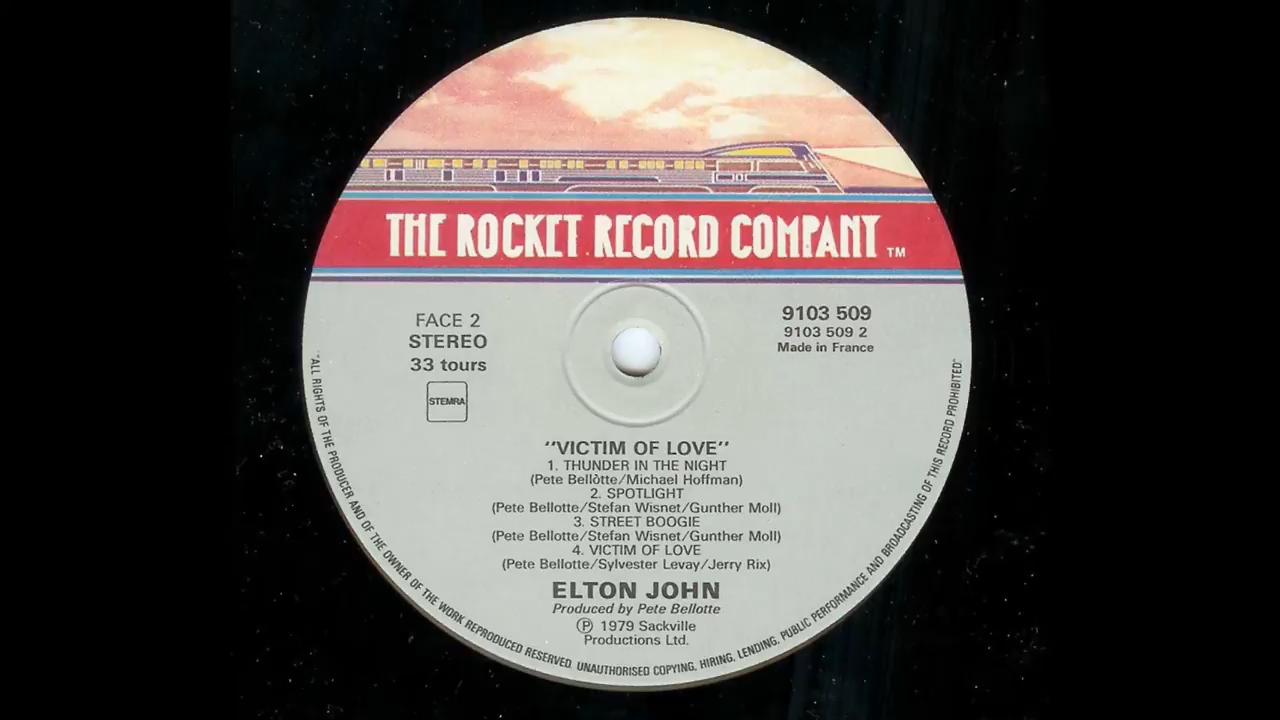 THE ROCKET RECORD COMPANY TM
FACE 2
STEREO
33 tours
STEMRA
9103 509
9103 509 2
Made in France
"VICTIM OF LOVE"
1. THUNDER IN THE NIGHT
(Pete Bellòtte/Michael Hoffman)
2. SPOTLIGHT
(Pete Bellotte/Stefan Wisnet/Gunther Moll)
3. STREET BOOGIE
(Pete Bellotte/Stefan Wisnet/Gunther Moll)
4. VICTIM OF LOVE
(Pete Bellotte/Sylvester Levay/Jerry Rix)
ELTON JOHN
Produced by Pete Bellotte
Ⓟ 1979 Sackville
Productions Ltd.
"ALL RIGHTS OF THE PRODUCER AND OF THE OWNER OF THE WORK REPRODUCED RESERVED. UNAUTHORISED COPYING, HIRING, LENDING, PUBLIC PERFORMANCE AND BROADCASTING OF THIS RECORD PROHIBITED"